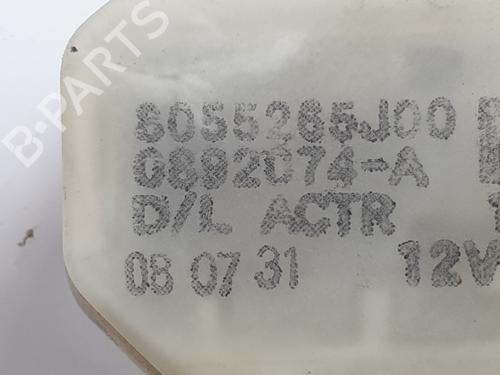 B-PARTS
8055265J00
0892074-A
D/L ACTR
08 07 31 12V